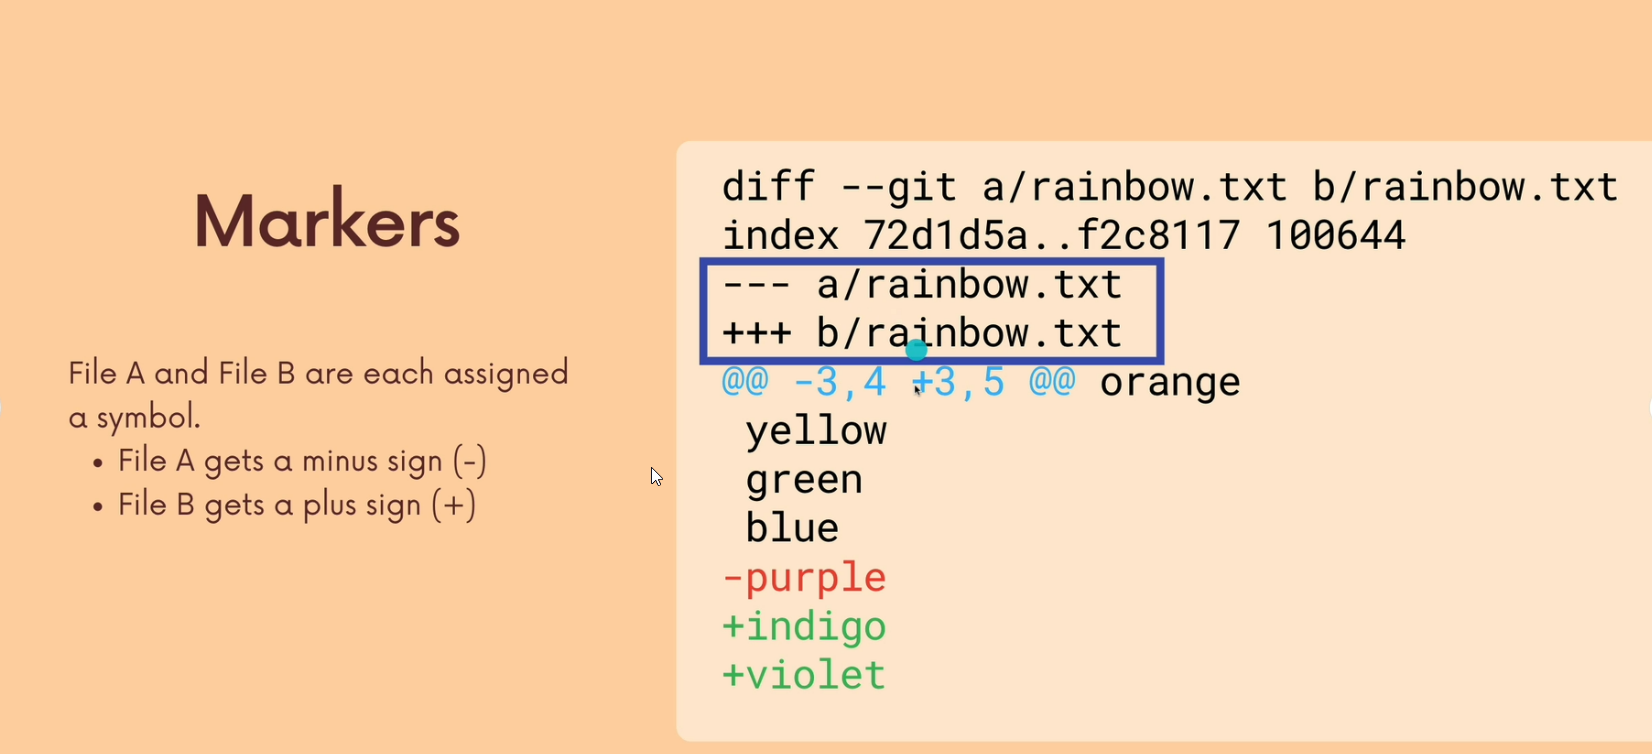 Markers
File A and File B are each assigned
a symbol.
• File A gets a minus sign (-)
• File B gets a plus sign (+)
diff --git a/rainbow.txt b/rainbow.txt
index 72d1d5a..f2c8117 100644
--- a/rainbow.txt
+++ b/rainbow.txt
@@ -3,4 +3,5 @@ orange
 yellow
 green
 blue
-purple
+indigo
+violet